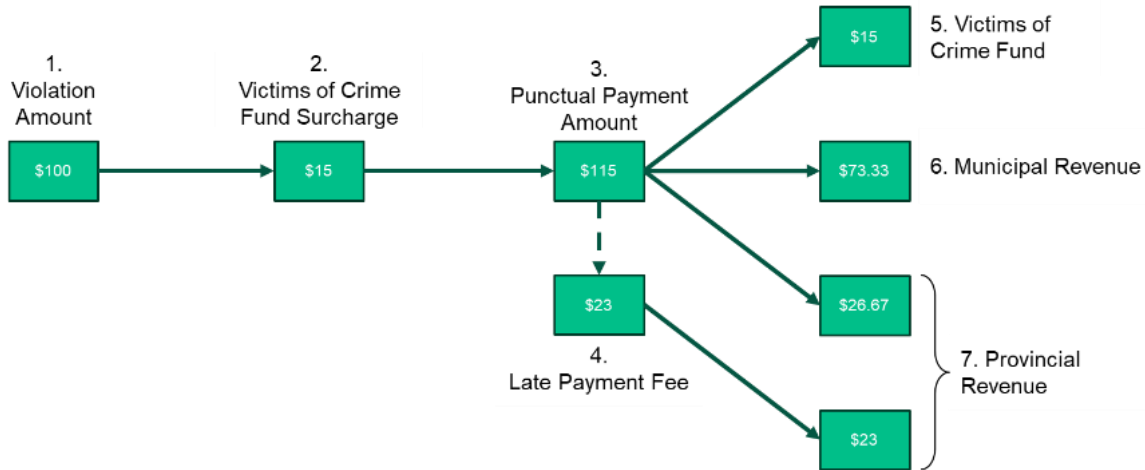 1.
Violation
Amount
$100
2.
Victims of Crime
Fund Surcharge
$15
3.
Punctual Payment
Amount
$115
$23
4.
Late Payment Fee
$15
5. Victims of
Crime Fund
$73.33
6. Municipal Revenue
$26.67
$23
7. Provincial
Revenue